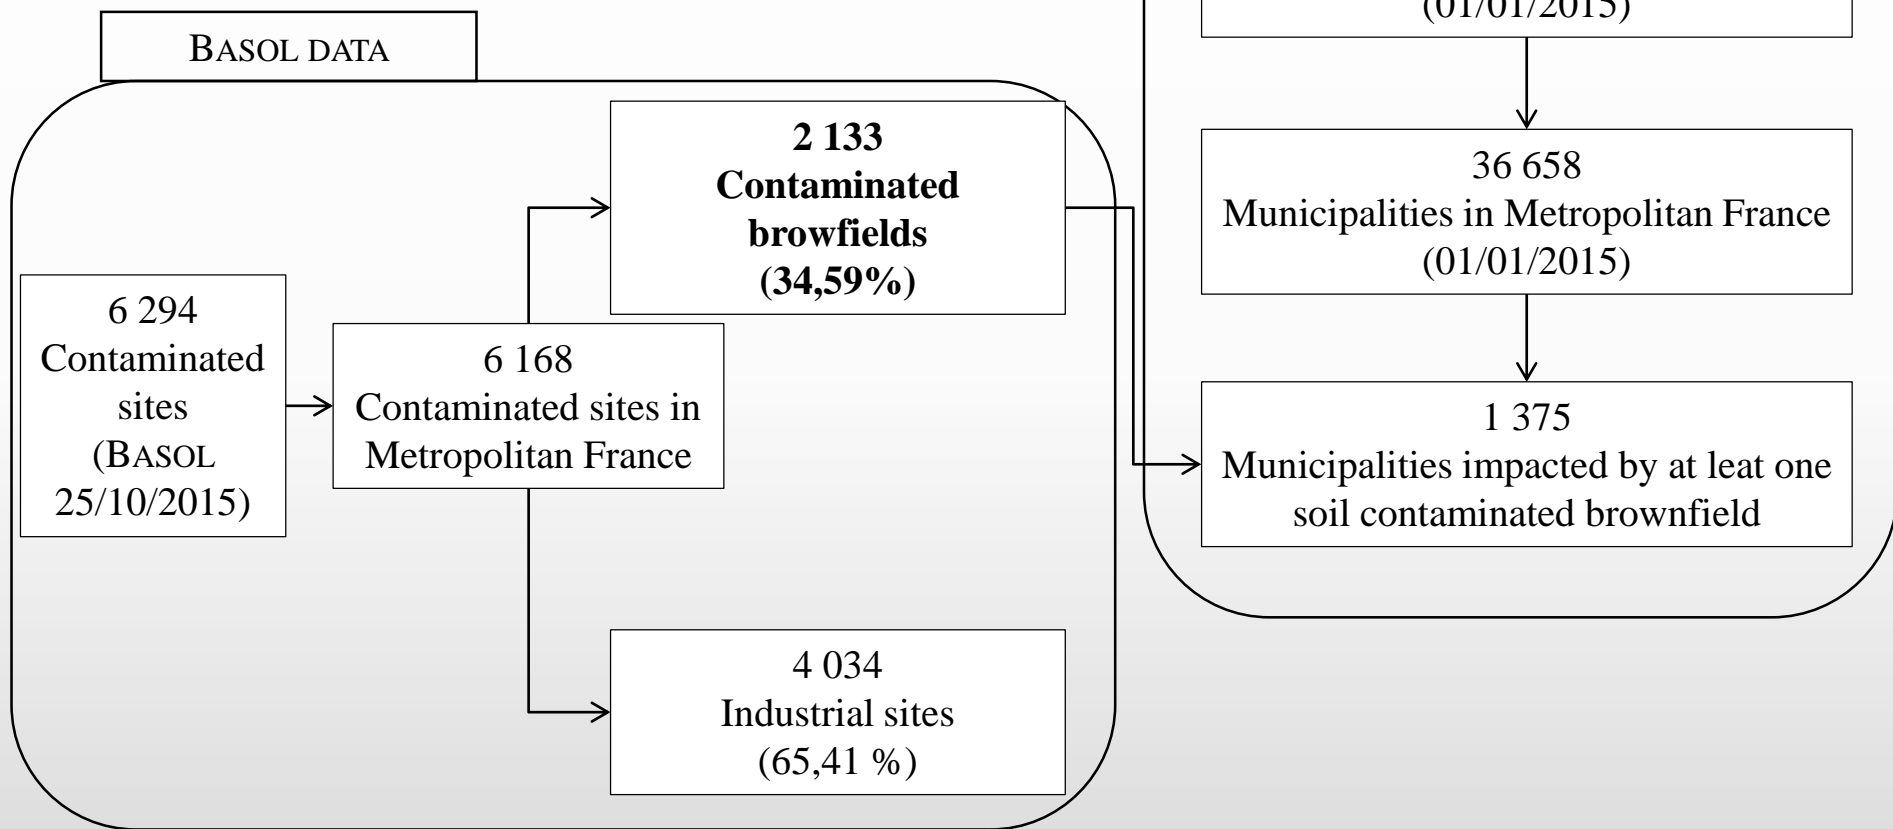 BASOL DATA
6 294
Contaminated
sites
(BASOL
25/10/2015)
6 168
Contaminated sites in
Metropolitan France
2 133
Contaminated
browfields
(34,59%)
4 034
Industrial sites
(65,41 %)
(01/01/2015)
36 658
Municipalities in Metropolitan France
(01/01/2015)
1 375
Municipalities impacted by at leat one
soil contaminated brownfield